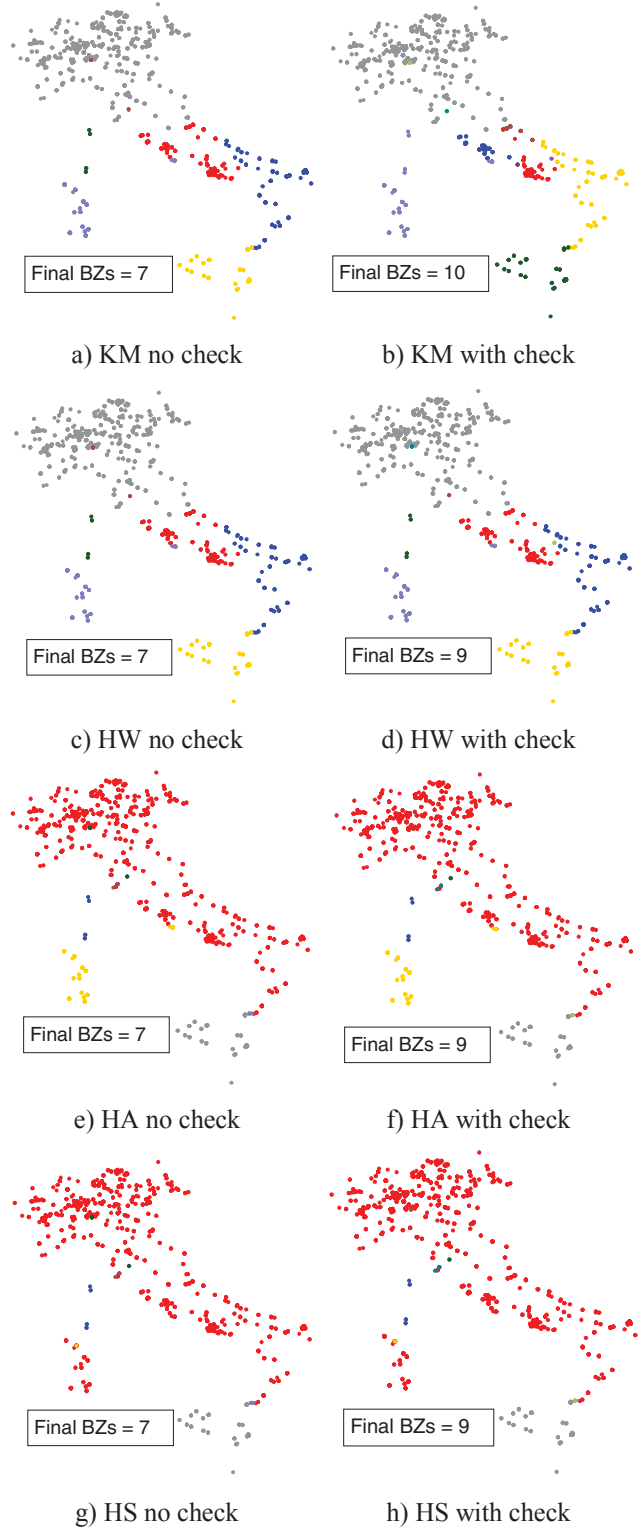 Final BZs = 7
Final BZs = 10
a) KM no check
b) KM with check
Final BZs = 7
Final BZs = 9
c) HW no check
d) HW with check
Final BZs = 7
Final BZs = 9
e) HA no check
f) HA with check
Final BZs = 7
Final BZs = 9
g) HS no check
h) HS with check